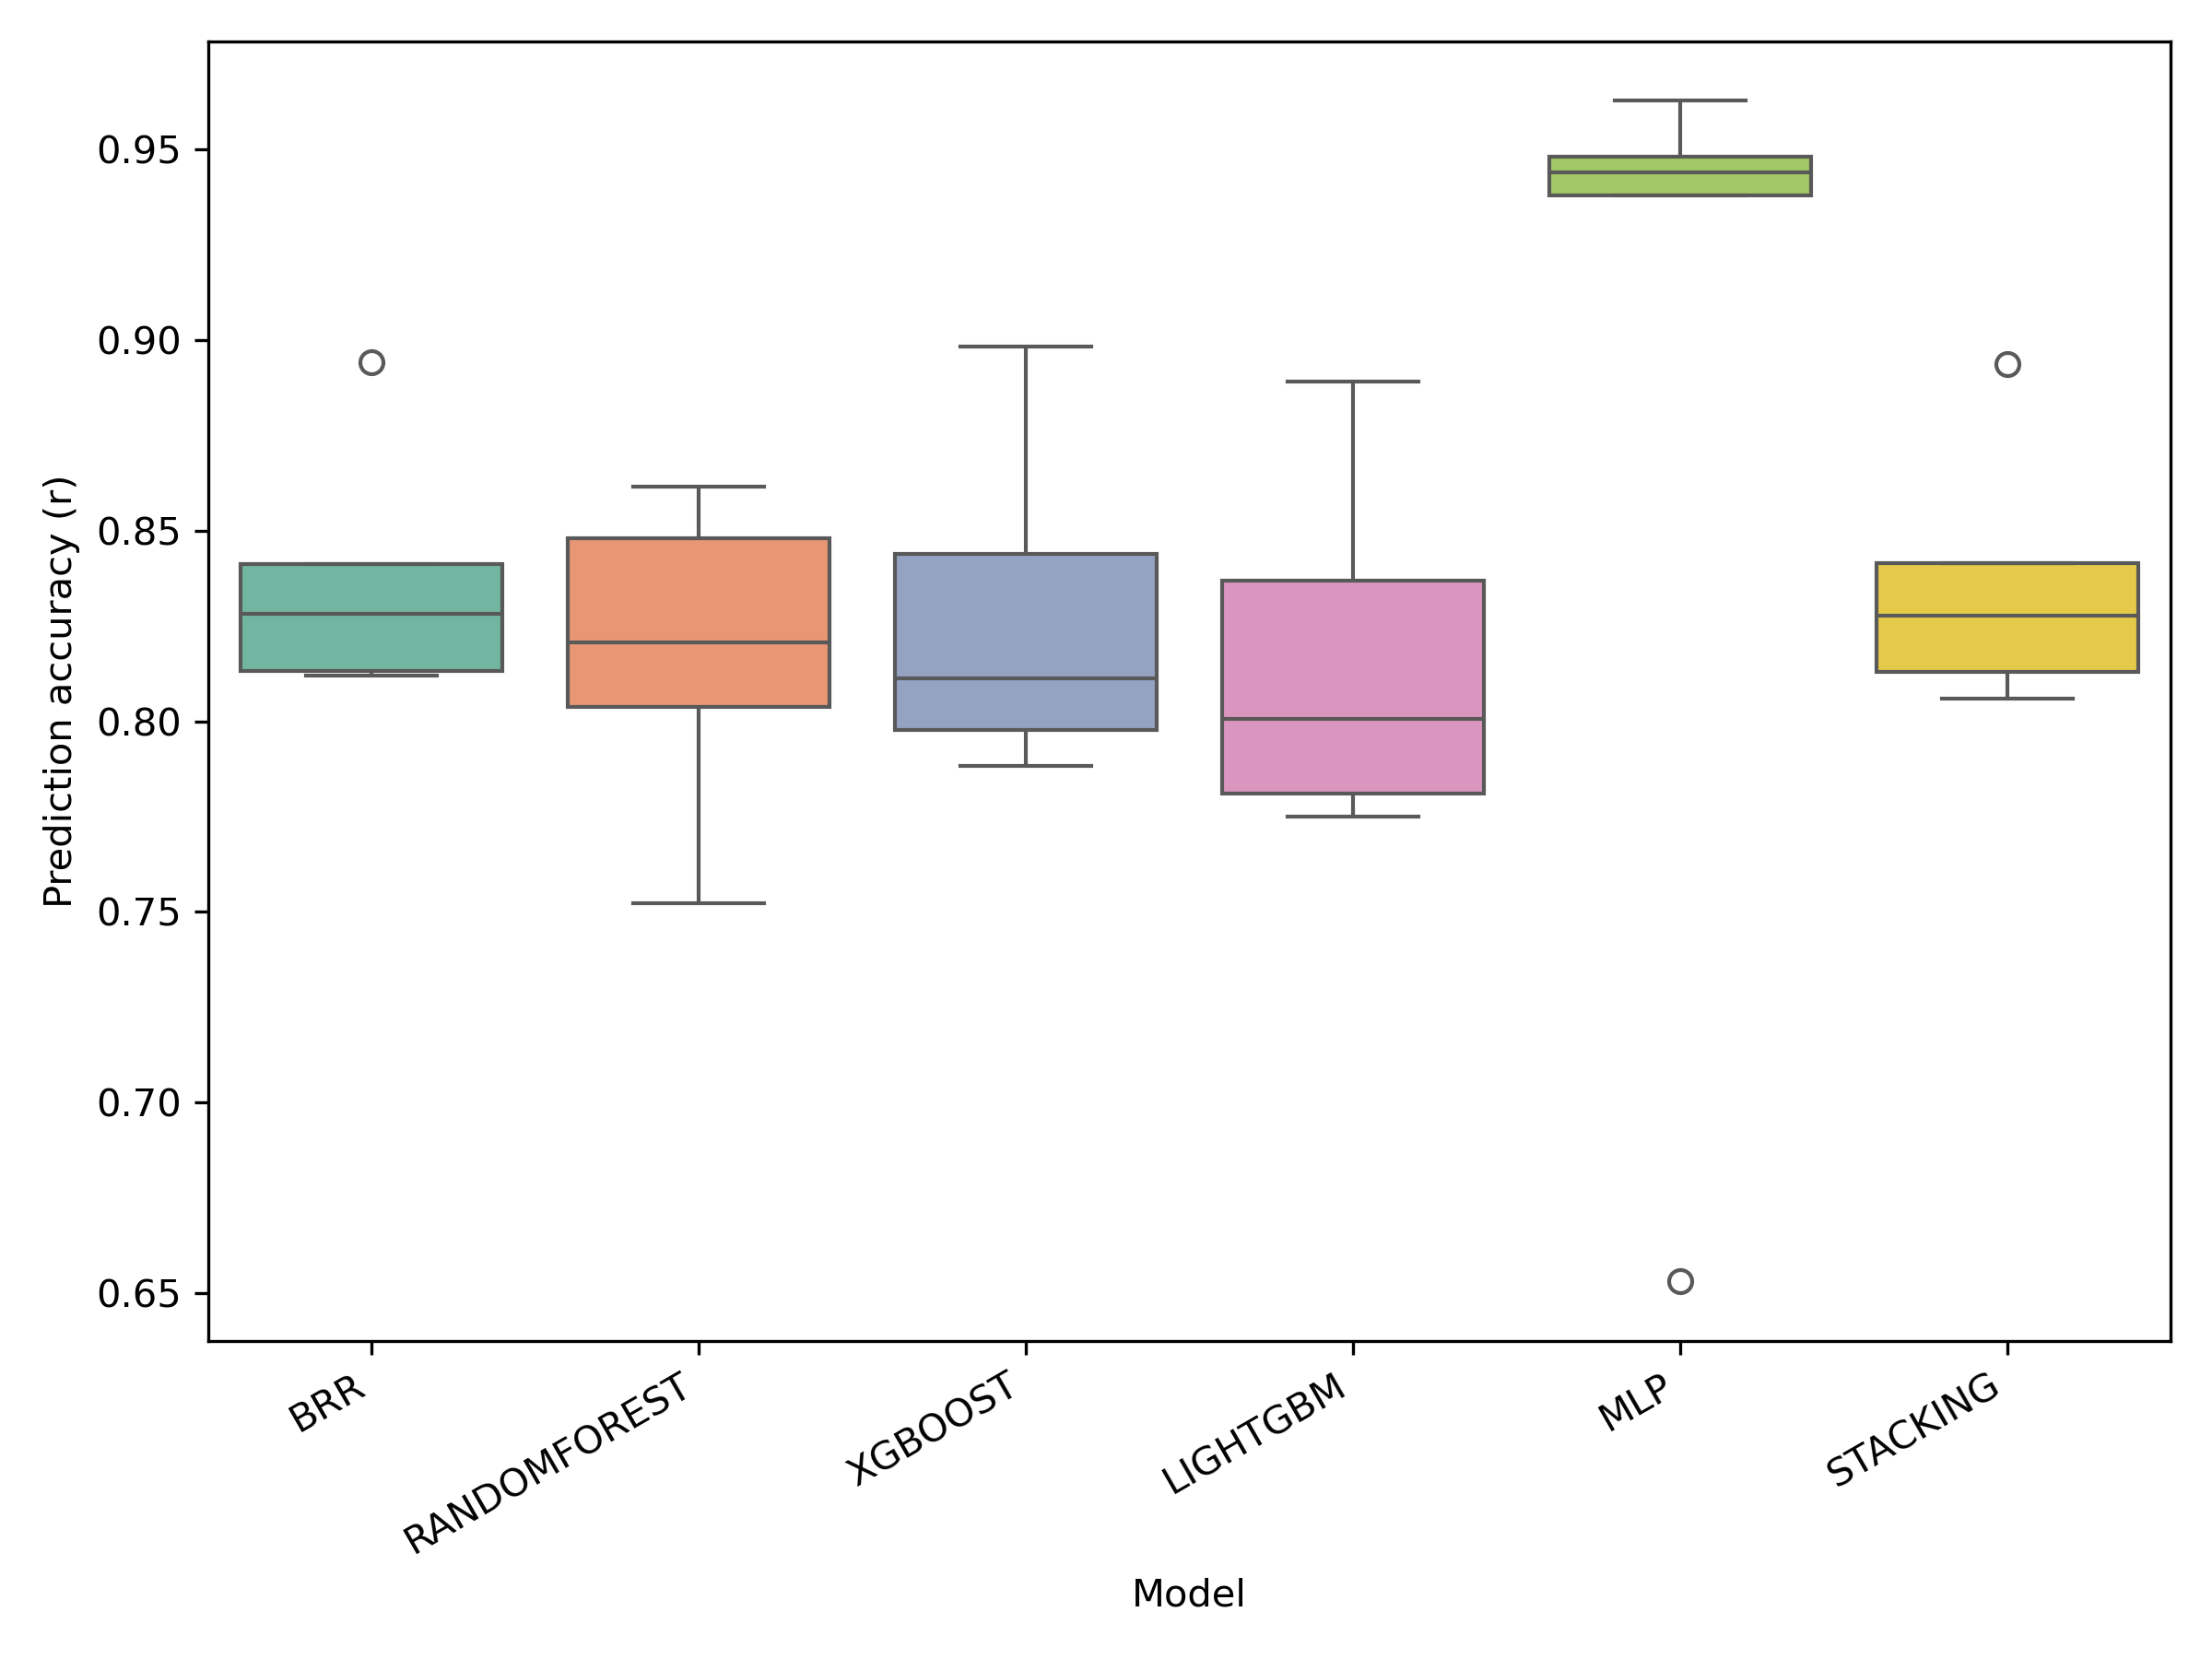 Prediction accuracy (r)
0.95
0.90
0.85
0.80
0.75
0.70
0.65
BRR
RANDOMFOREST
XGBOOST
LIGHTGBM
MLP
STACKING
Model